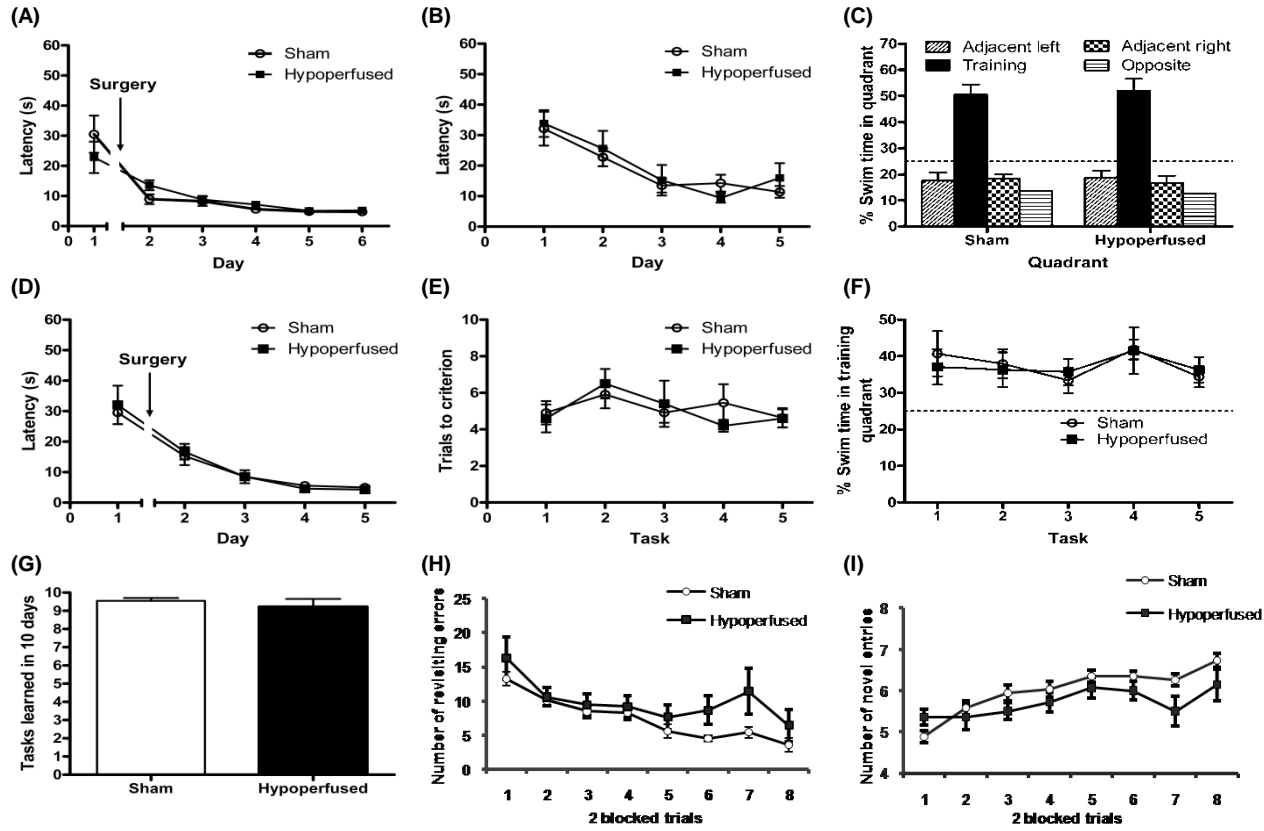 (A)
60
50
40
30
20
10
0
Latency (s)
Surgery
Sham
Hypoperfused
0 1 2 3 4 5 6
Day
(B)
60
50
40
30
20
10
0
Latency (s)
Sham
Hypoperfused
0 1 2 3 4 5
Day
(C)
70
60
50
40
30
20
10
0
% Swim time in quadrant
Adjacent left Adjacent right
Training Opposite
Sham Hypoperfused
Quadrant
(D)
60
50
40
30
20
10
0
Latency (s)
Surgery
Sham
Hypoperfused
0 1 2 3 4 5
Day
(E)
10
8
6
4
2
0
Trials to criterion
Sham
Hypoperfused
0 1 2 3 4 5
Task
(F)
50
40
30
20
10
0
% Swim time in training
quadrant
Sham
Hypoperfused
1 2 3 4 5
Task
(G)
10
9
8
7
6
5
4
3
2
1
0
Tasks learned in 10 days
Sham Hypoperfused
(H)
25
20
15
10
5
0
Number of revisiting errors
Sham
Hypoperfused
1 2 3 4 5 6 7 8
2 blocked trials
(I)
8
7
6
5
4
Number of novel entries
Sham
Hypoperfused
1 2 3 4 5 6 7 8
2 blocked trials